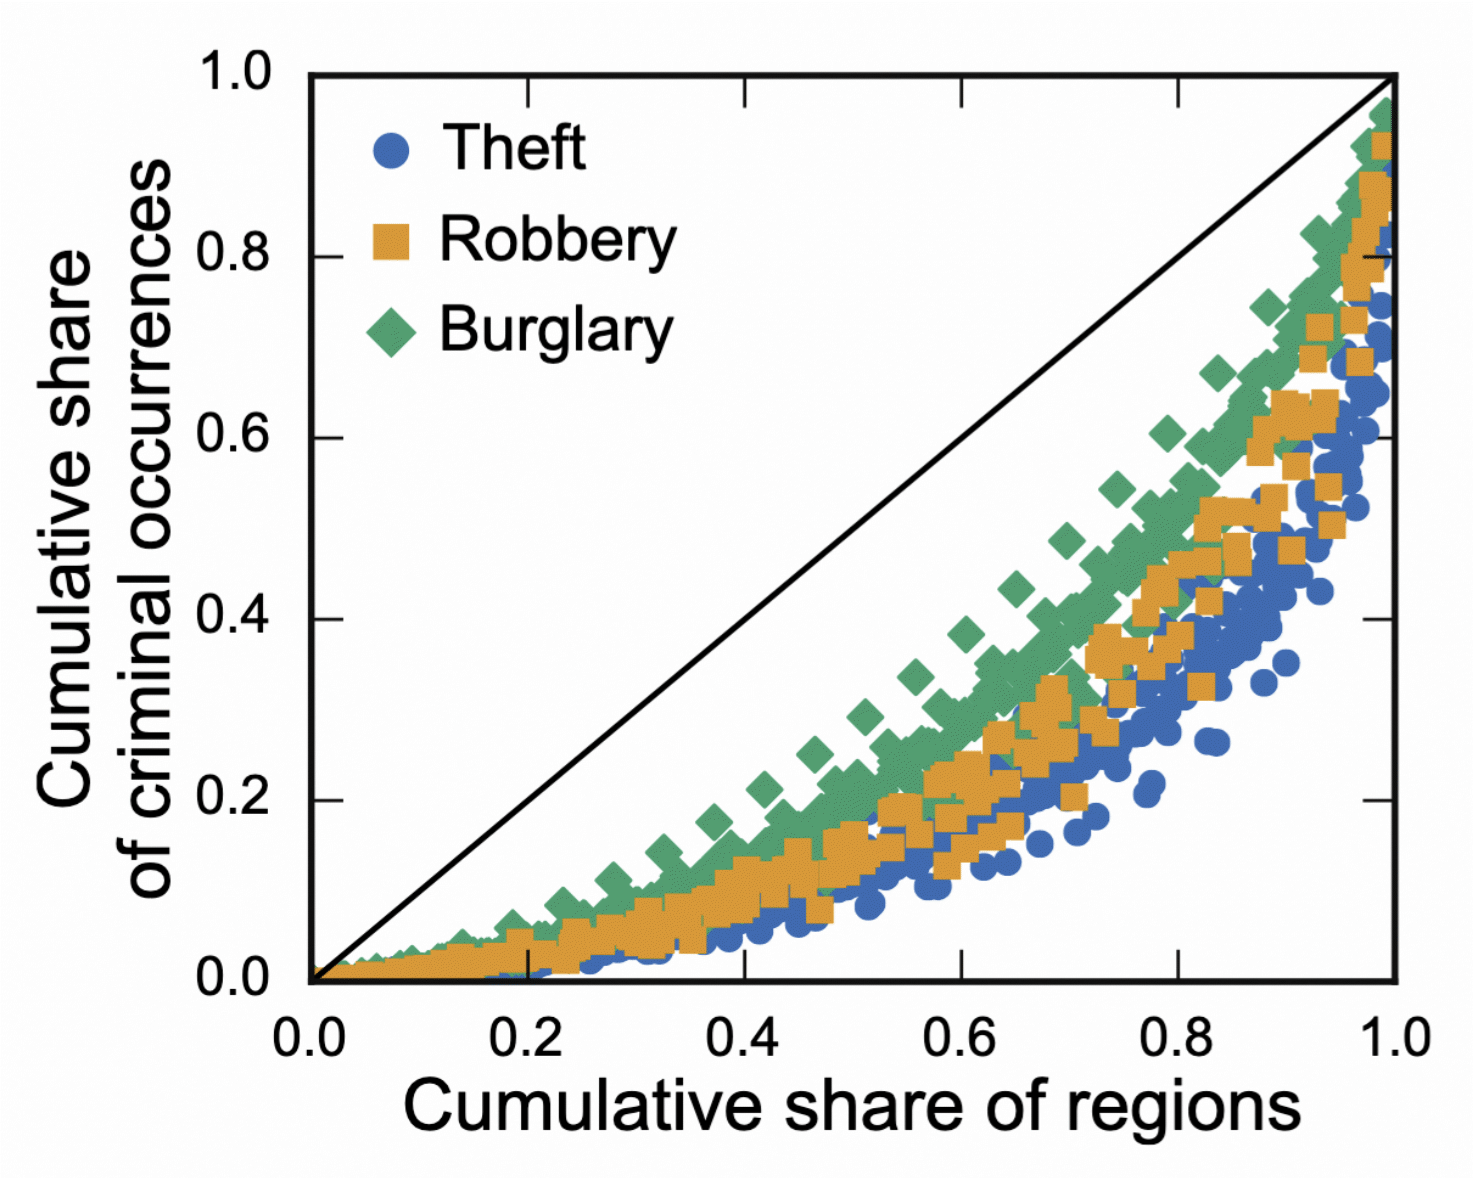 1.0
0.8
0.6
0.4
0.2
0.0
Cumulative share
of criminal occurrences
Theft
Robbery
Burglary
0.0 0.2 0.4 0.6 0.8 1.0
Cumulative share of regions